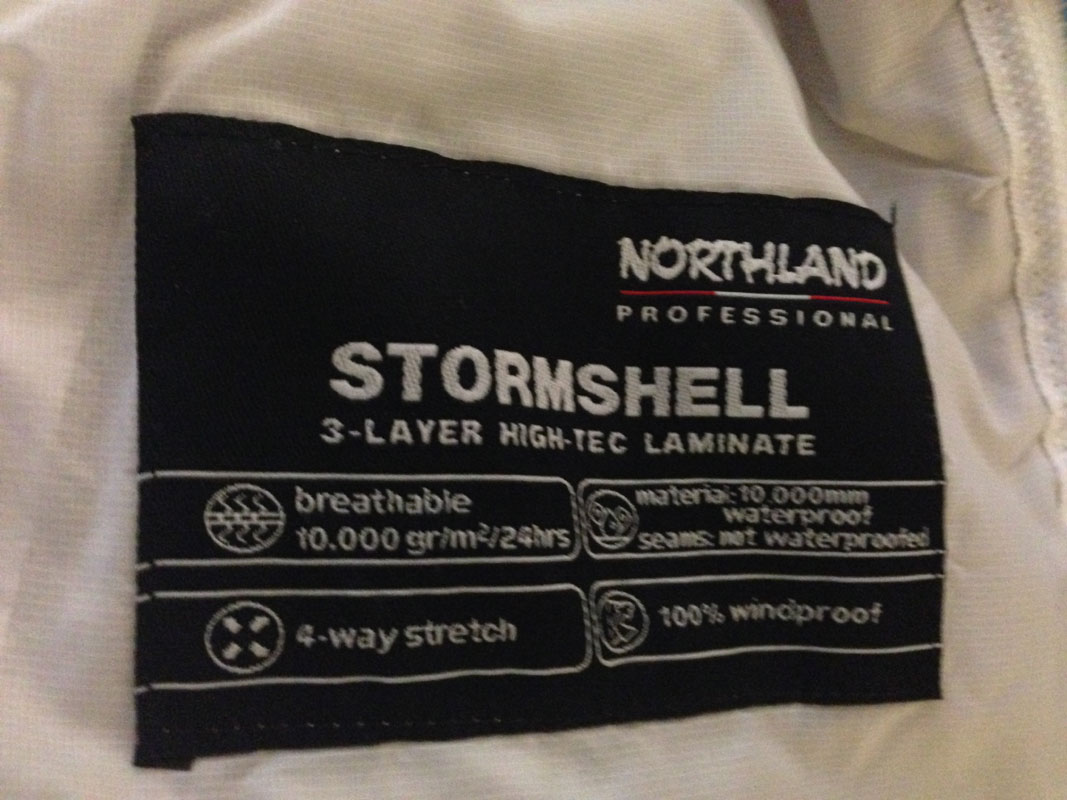 NORTHLAND
PROFESSIONAL
STORMSHELL
3-LAYER HIGH-TEC LAMINATE
breathable
10.000 gr/m²/24hrs
material: 10.000mm
waterproof
seams: not waterproofed
4-way stretch
100% windproof